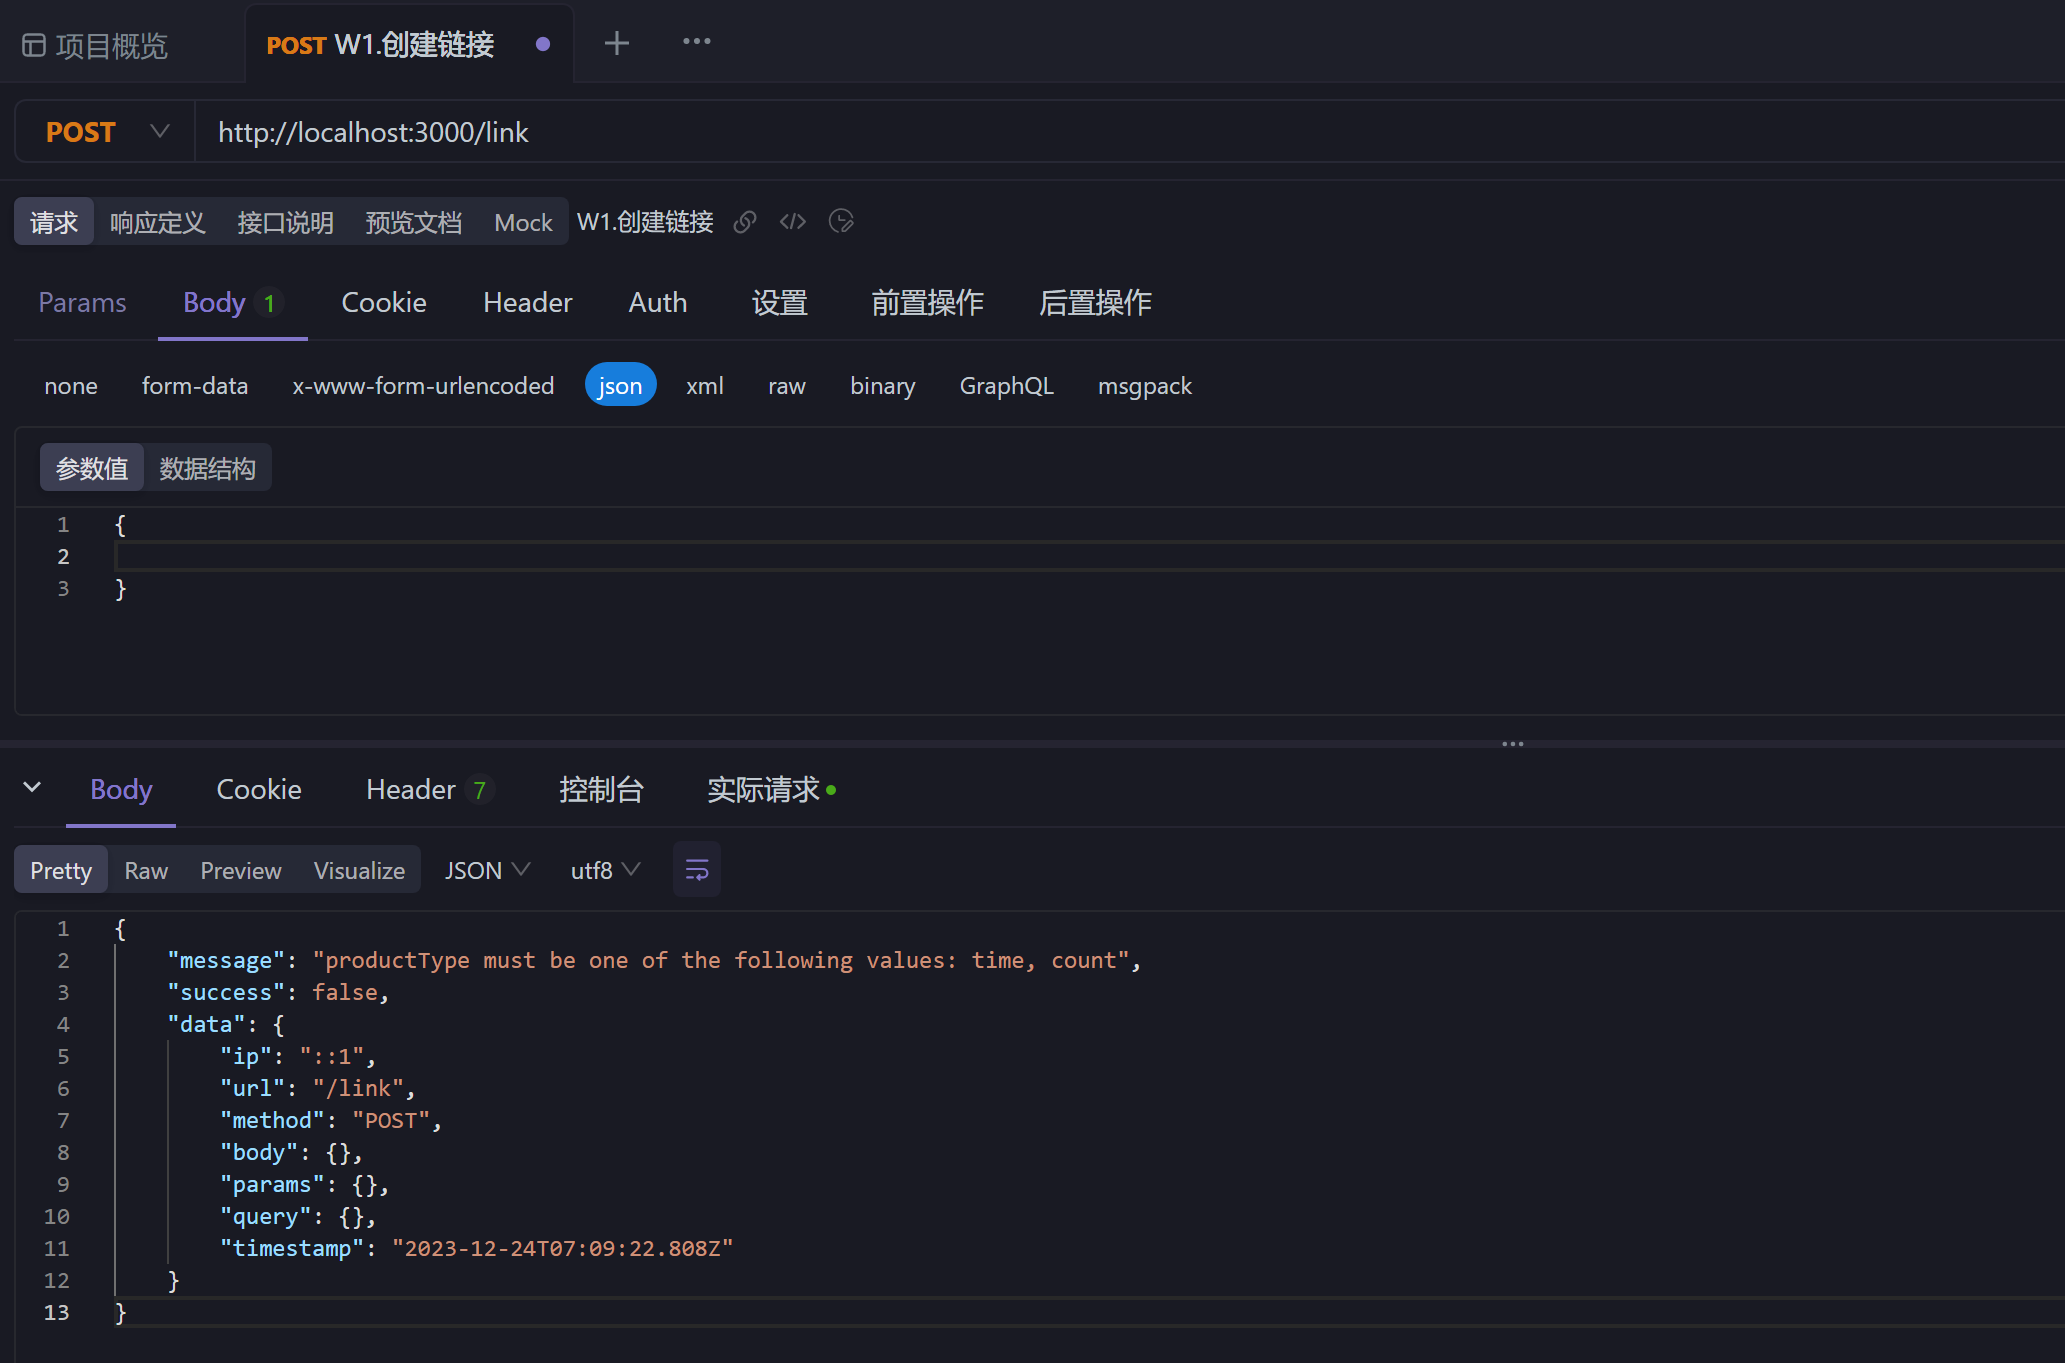 项目概览 POST W1.创建链接
POST http://localhost:3000/link
请求 响应定义 接口说明 预览文档 Mock W1.创建链接
Params Body 1 Cookie Header Auth 设置 前置操作 后置操作
none form-data x-www-form-urlencoded json xml raw binary GraphQL msgpack
参数值 数据结构
1 {
2
3 }
Body Cookie Header 7 控制台 实际请求
Pretty Raw Preview Visualize JSON utf8
1 {
2 "message": "productType must be one of the following values: time, count",
3 "success": false,
4 "data": {
5 "ip": "::1",
6 "url": "/link",
7 "method": "POST",
8 "body": {},
9 "params": {},
10 "query": {},
11 "timestamp": "2023-12-24T07:09:22.808Z"
12 }
13 }